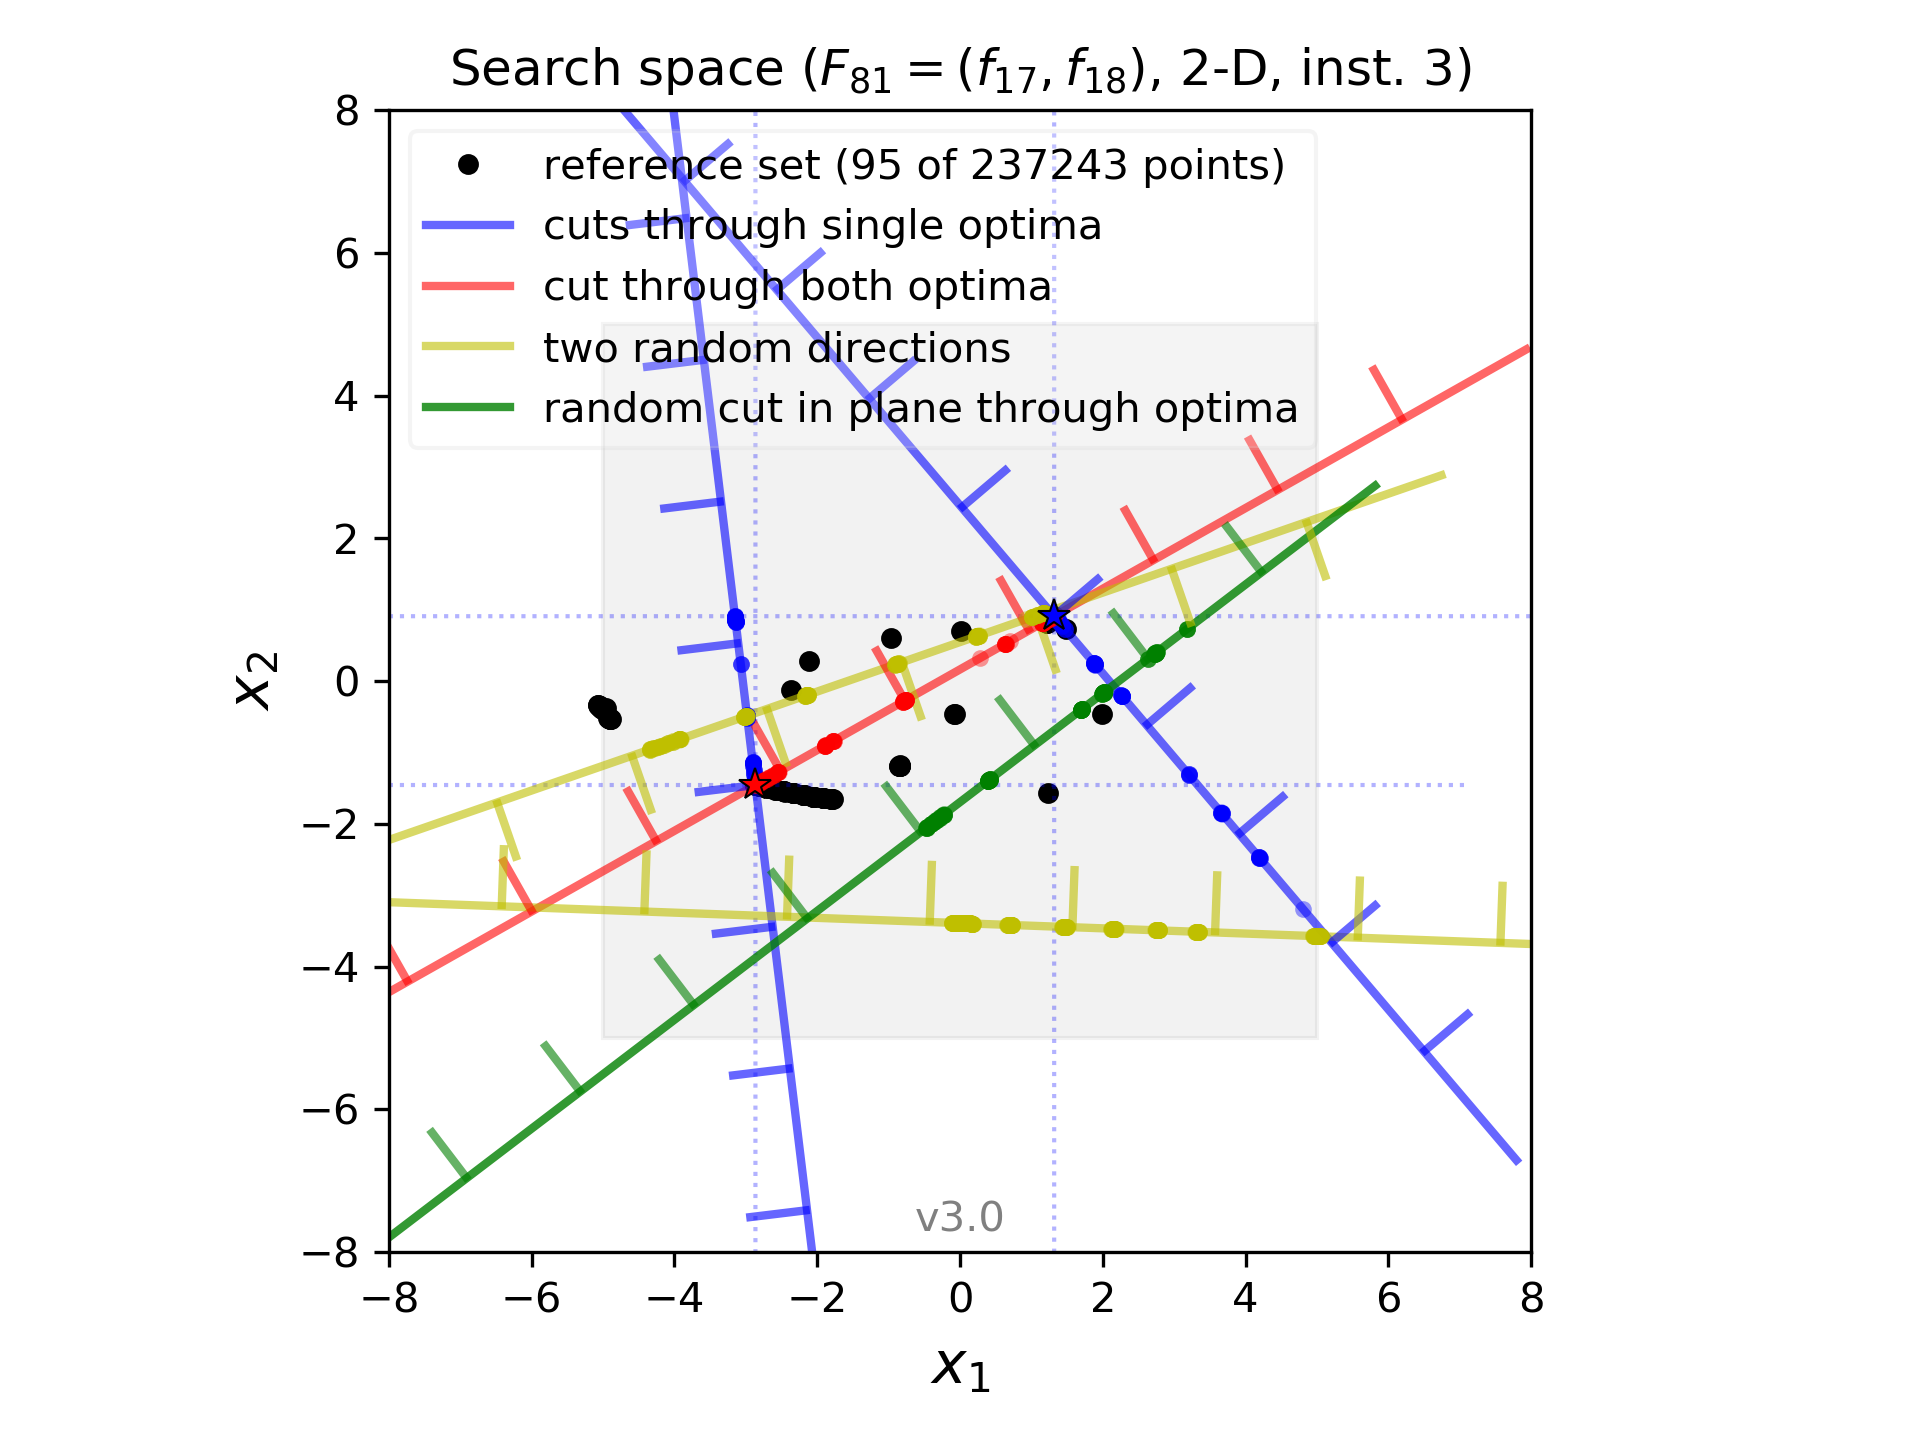 Search space (F81 = (f17, f18), 2-D, inst. 3)
reference set (95 of 237243 points)
cuts through single optima
cut through both optima
two random directions
random cut in plane through optima
8
6
4
2
0
−2
−4
−6
−8
x2
v3.0
−8 −6 −4 −2 0 2 4 6 8
x1